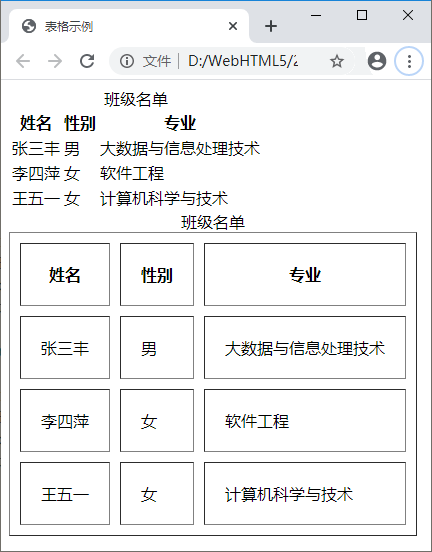 表格示例
文件 D:/WebHTML5/2
班级名单
姓名 性别 专业
张三丰 男 大数据与信息处理技术
李四萍 女 软件工程
王五一 女 计算机科学与技术
班级名单
姓名 性别 专业
张三丰 男 大数据与信息处理技术
李四萍 女 软件工程
王五一 女 计算机科学与技术